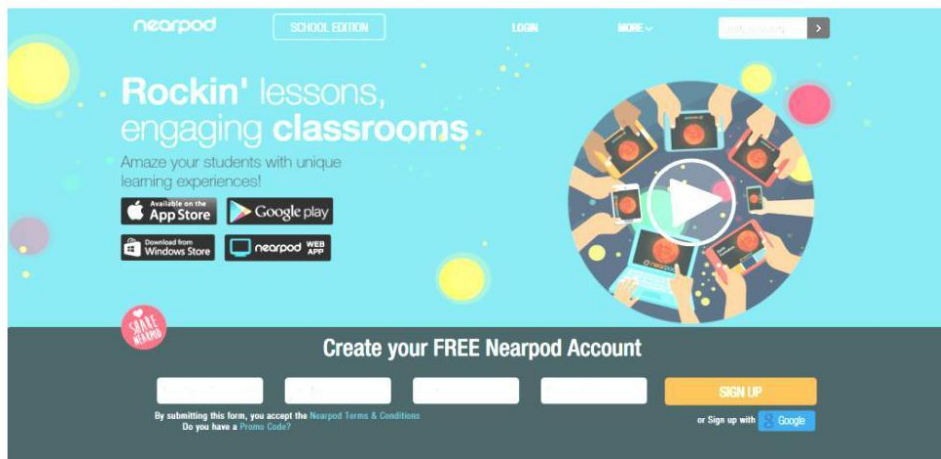 nearpod
SCHOOL EDITION
LOGIN
MORE
Rockin' lessons,
engaging classrooms
Amaze your students with unique
learning experiences!
Available on the
App Store
Google play
Download from
Windows Store
nearpod WEB APP
SHARE
NEARPOD
Create your FREE Nearpod Account
SIGN UP
By submitting this form, you accept the Nearpod Terms & Conditions
Do you have a Promo Code?
or Sign up with Google